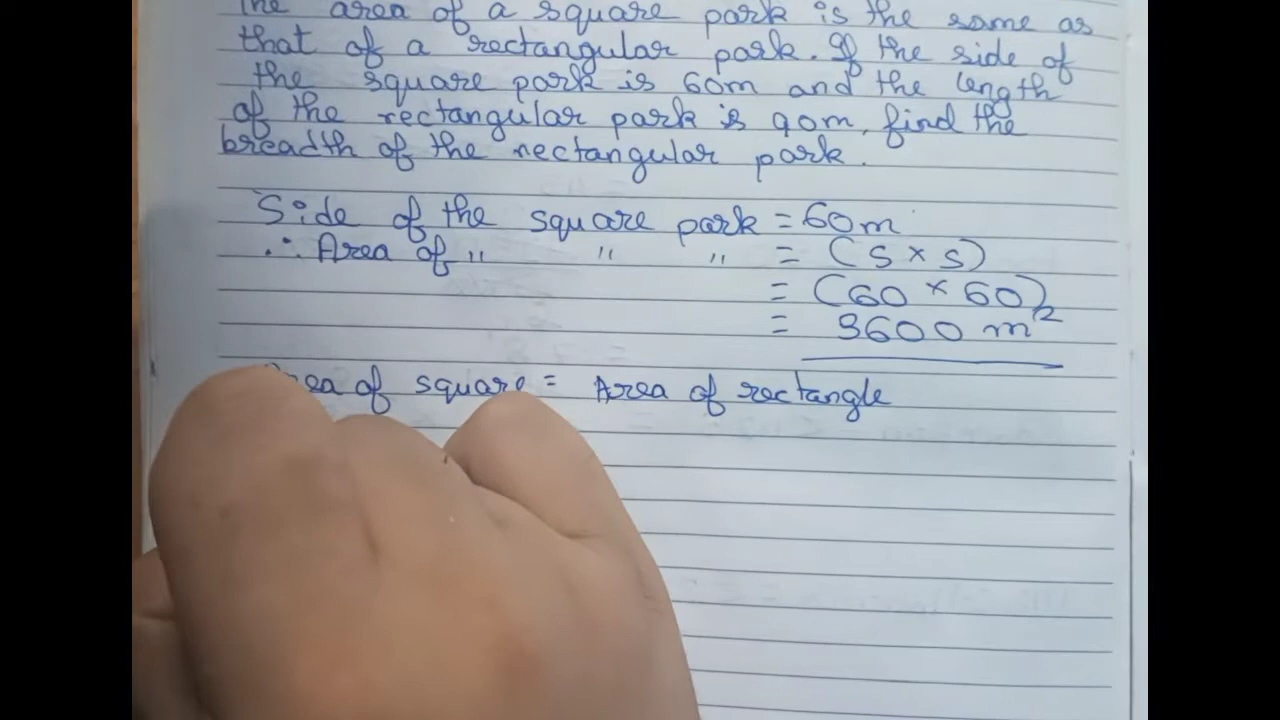 The area of a square park is the same as
that of a rectangular park. If the side of
the square park is 60m and the length
of the rectangular park is 90m, find the
breadth of the rectangular park.
Side of the square park = 60m
∴ Area of " " " = (s × s)
= (60 × 60)
= 3600 m²
Area of square = Area of rectangle